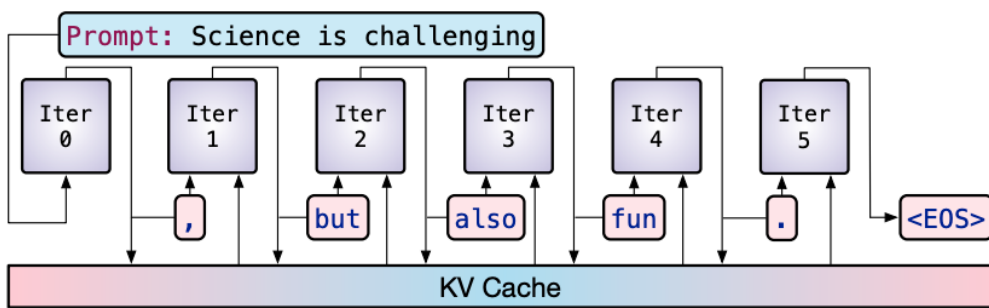 Prompt: Science is challenging
Iter
0
Iter
1
Iter
2
Iter
3
Iter
4
Iter
5
,
but
also
fun
.
<EOS>
KV Cache